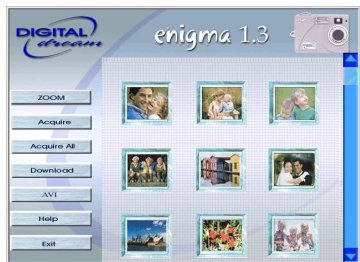 DIGITAL
dream
enigma 1.3
ZOOM
Acquire
Acquire All
Download
AVI
Help
Exit